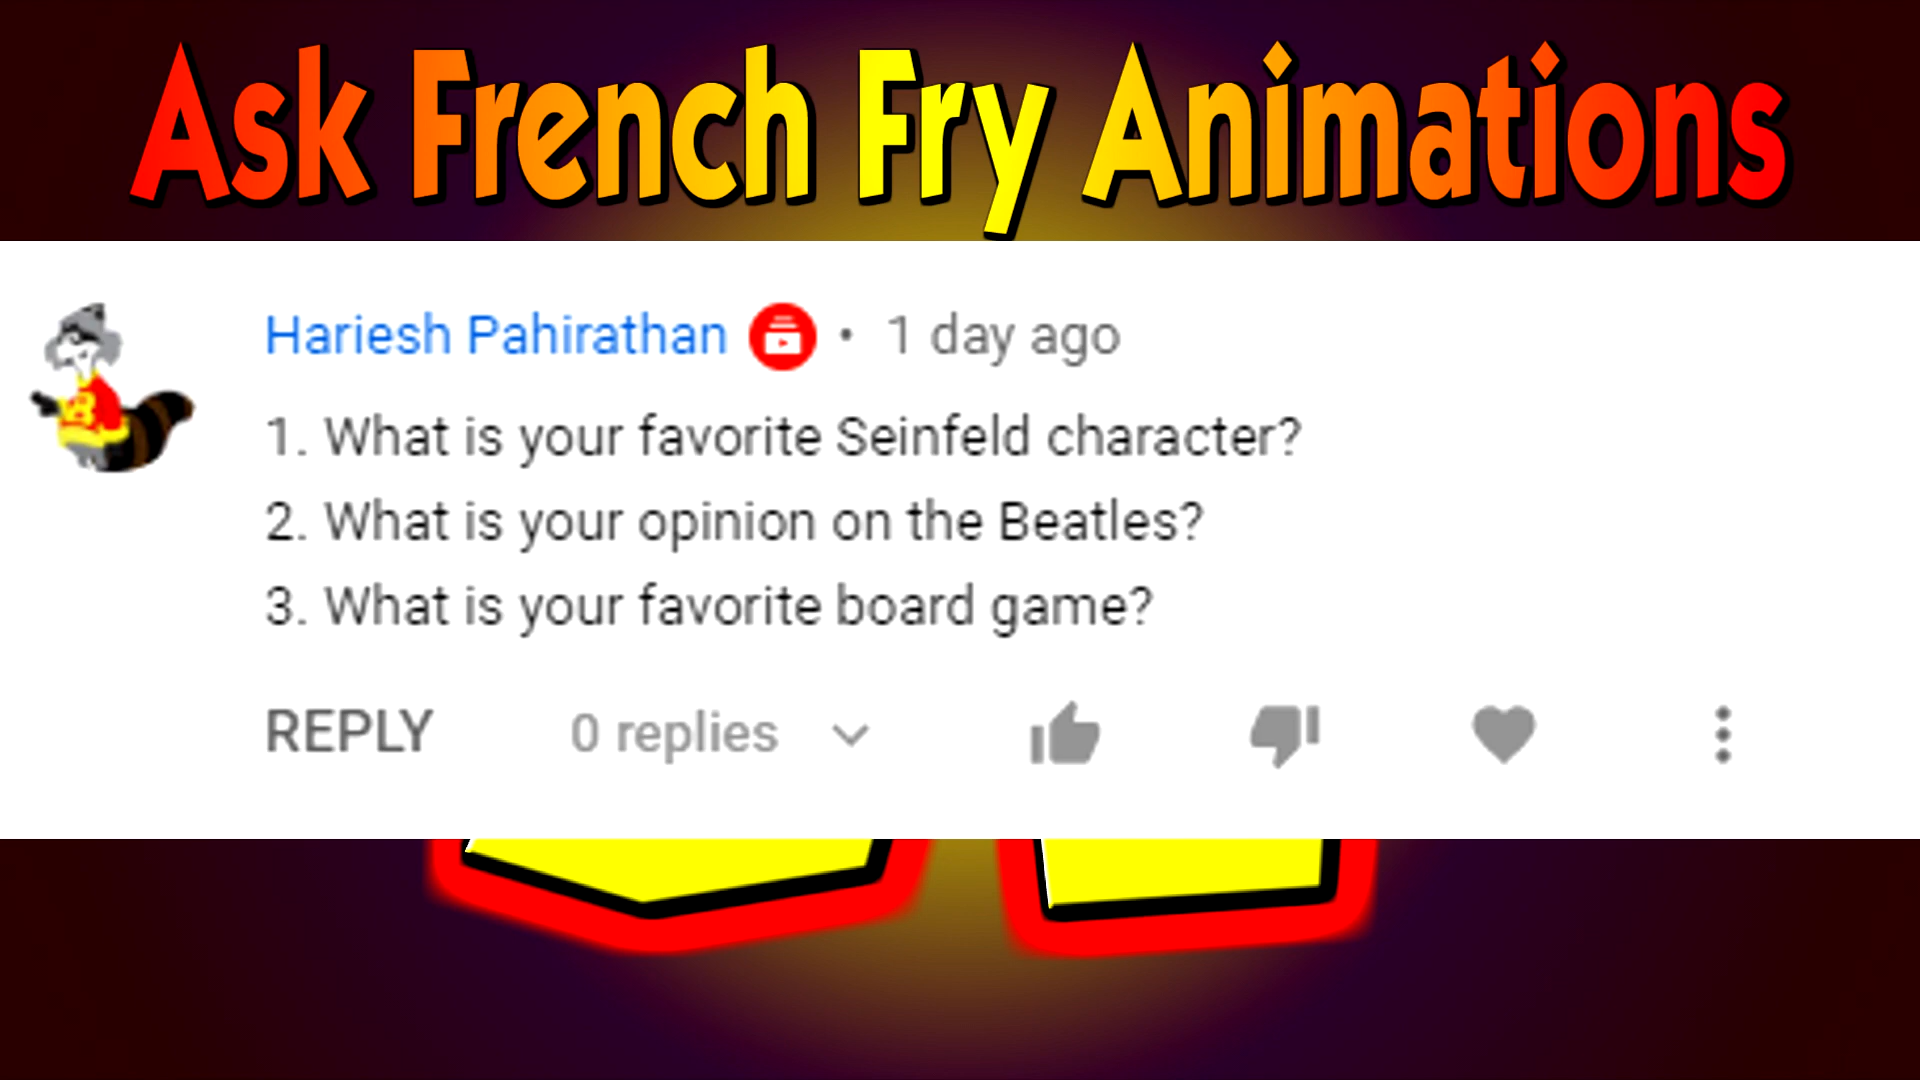 Ask French Fry Animations
Hariesh Pahirathan • 1 day ago
1. What is your favorite Seinfeld character?
2. What is your opinion on the Beatles?
3. What is your favorite board game?
REPLY 0 replies